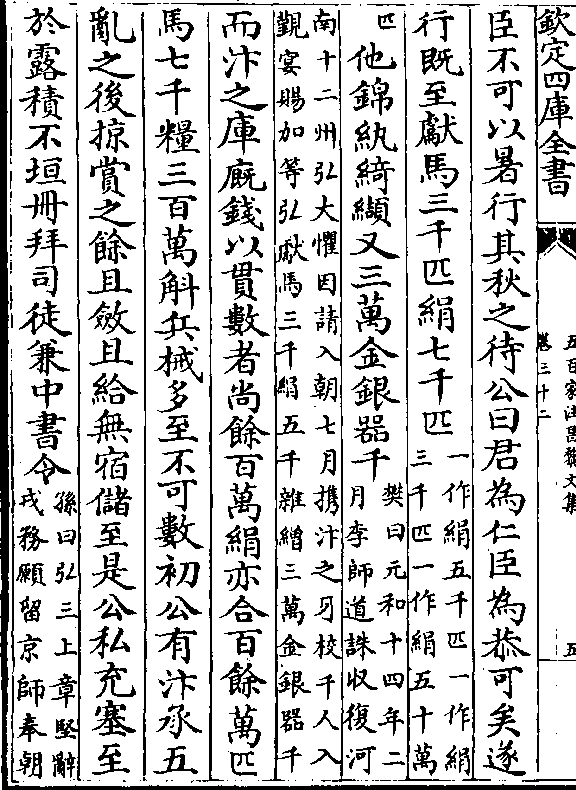 欽定四庫全書
五百家注昌黎文集
卷三十二
五
臣不可以暑行其秋之待公曰君為仁臣為恭可矣遂
行既至獻馬三千匹絹七千匹
一作絹五千匹一作絹
三千匹一作絹五十萬
匹
他錦紈綺纈又三萬金銀器千
樊曰元和十四年二
月李師道誅收復河
南十二州弘大懼因請入朝七月携汴之牙校千人入
覲宴賜加等弘獻馬三千絹五千雜繒三萬金銀器千
而汴之庫廐錢以貫數者尚餘百萬絹亦合百餘萬匹
馬七千糧三百萬斛兵械多至不可數初公有汴承五
亂之後掠賞之餘且斂且給無宿儲至是公私充塞至
於露積不垣冊拜司徒兼中書令
孫曰弘三上章堅辭
戎務願留京師奉朝